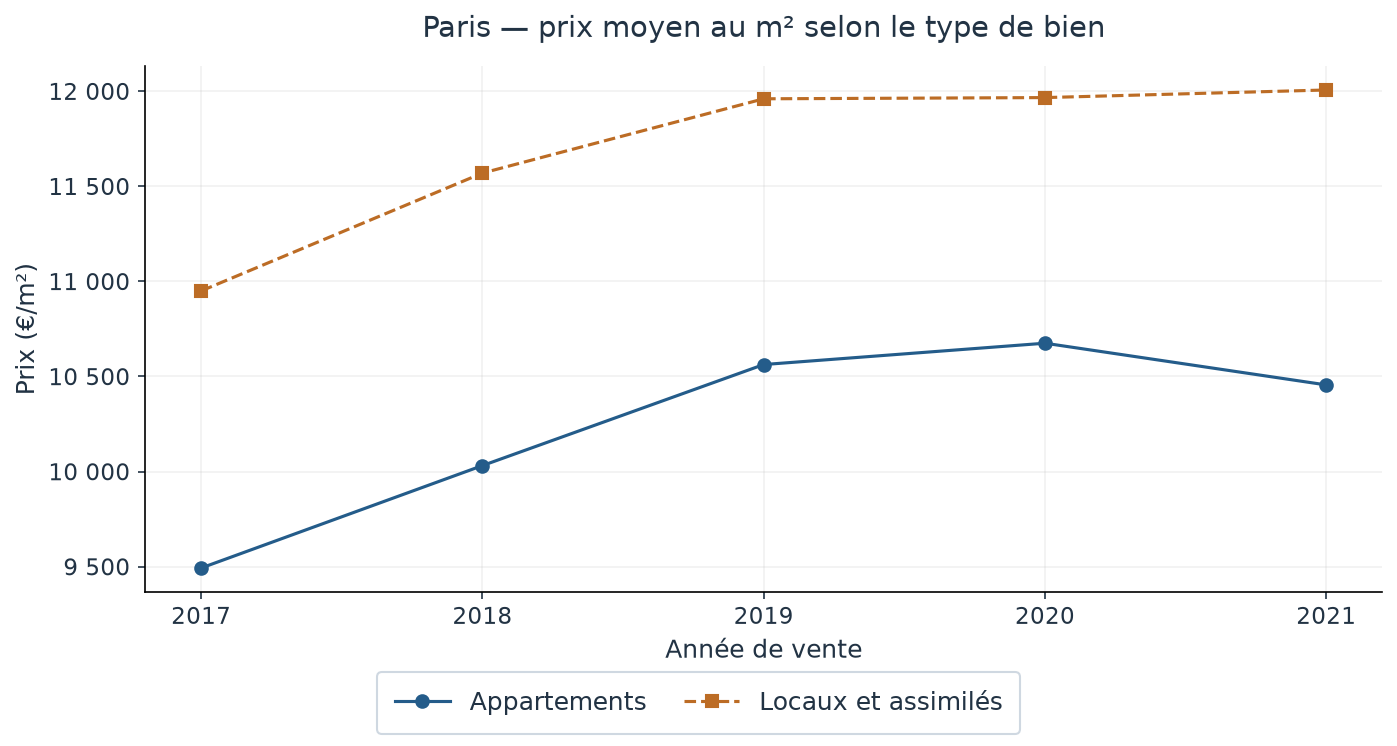 Paris — prix moyen au m² selon le type de bien
Prix (€/m²)
12 000
11 500
11 000
10 500
10 000
9 500
2017 2018 2019 2020 2021
Année de vente
Appartements Locaux et assimilés